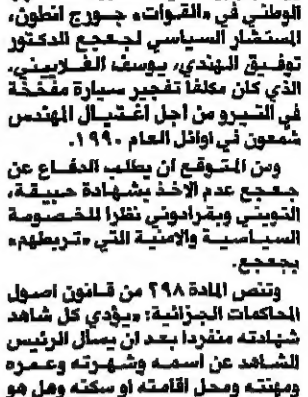 الوطني في «القوات» جورج انطون،
المستشار السياسي لجعجع الدكتور
توفيق الهندي، يوسف الغلاييني،
الذي كان مكلفا تفجير سيارة مفخخة
في التيرو من اجل اغتيال المهندس
شمعون في اوائل العام ١٩٩٠.
ومن المتوقع أن يطلب الدفاع عن
جعجع عدم الاخذ بشهادة حبيقة،
التويني وبقرادوني نظرا للخصومة
السياسية والامنية التي «تربطهم»
بجعجع.
وتنص المادة ٢٩٨ من قانون اصول
المحاكمات الجزائية: «يؤدي كل شاهد
شهادته منفردا بعد ان يسأل الرئيس
الشاهد عن اسمه وشهرته وعمره
ومهنته ومحل اقامته او سكنه وهل هو